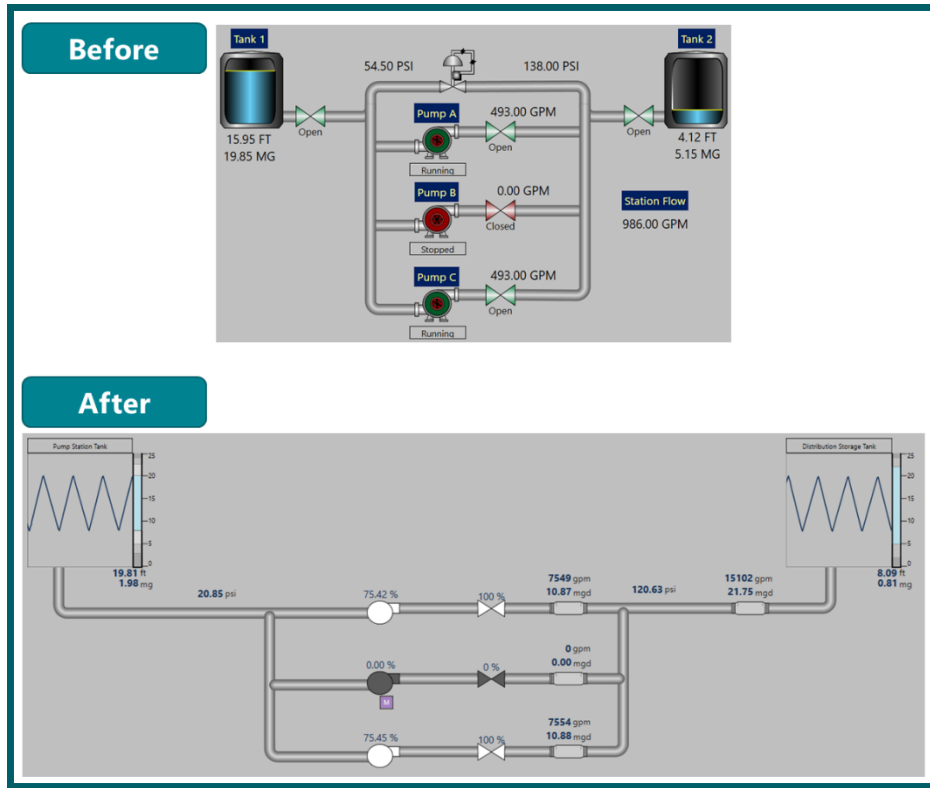 Before
Tank 1
Tank 2
54.50 PSI
138.00 PSI
Pump A
493.00 GPM
Open
Open
Open
15.95 FT
19.85 MG
4.12 FT
5.15 MG
Running
Pump B
0.00 GPM
Station Flow
Closed
986.00 GPM
Stopped
Pump C
493.00 GPM
Open
Running
After
Pump Station Tank
Distribution Storage Tank
25
20
15
10
5
0
25
20
15
10
5
0
19.81 ft
1.98 mg
8.09 ft
0.81 mg
20.85 psi
75.42 %
100 %
7549 gpm
10.87 mgd
120.63 psi
15102 gpm
21.75 mgd
0.00 %
0 %
0 gpm
0.00 mgd
M
75.45 %
100 %
7554 gpm
10.88 mgd